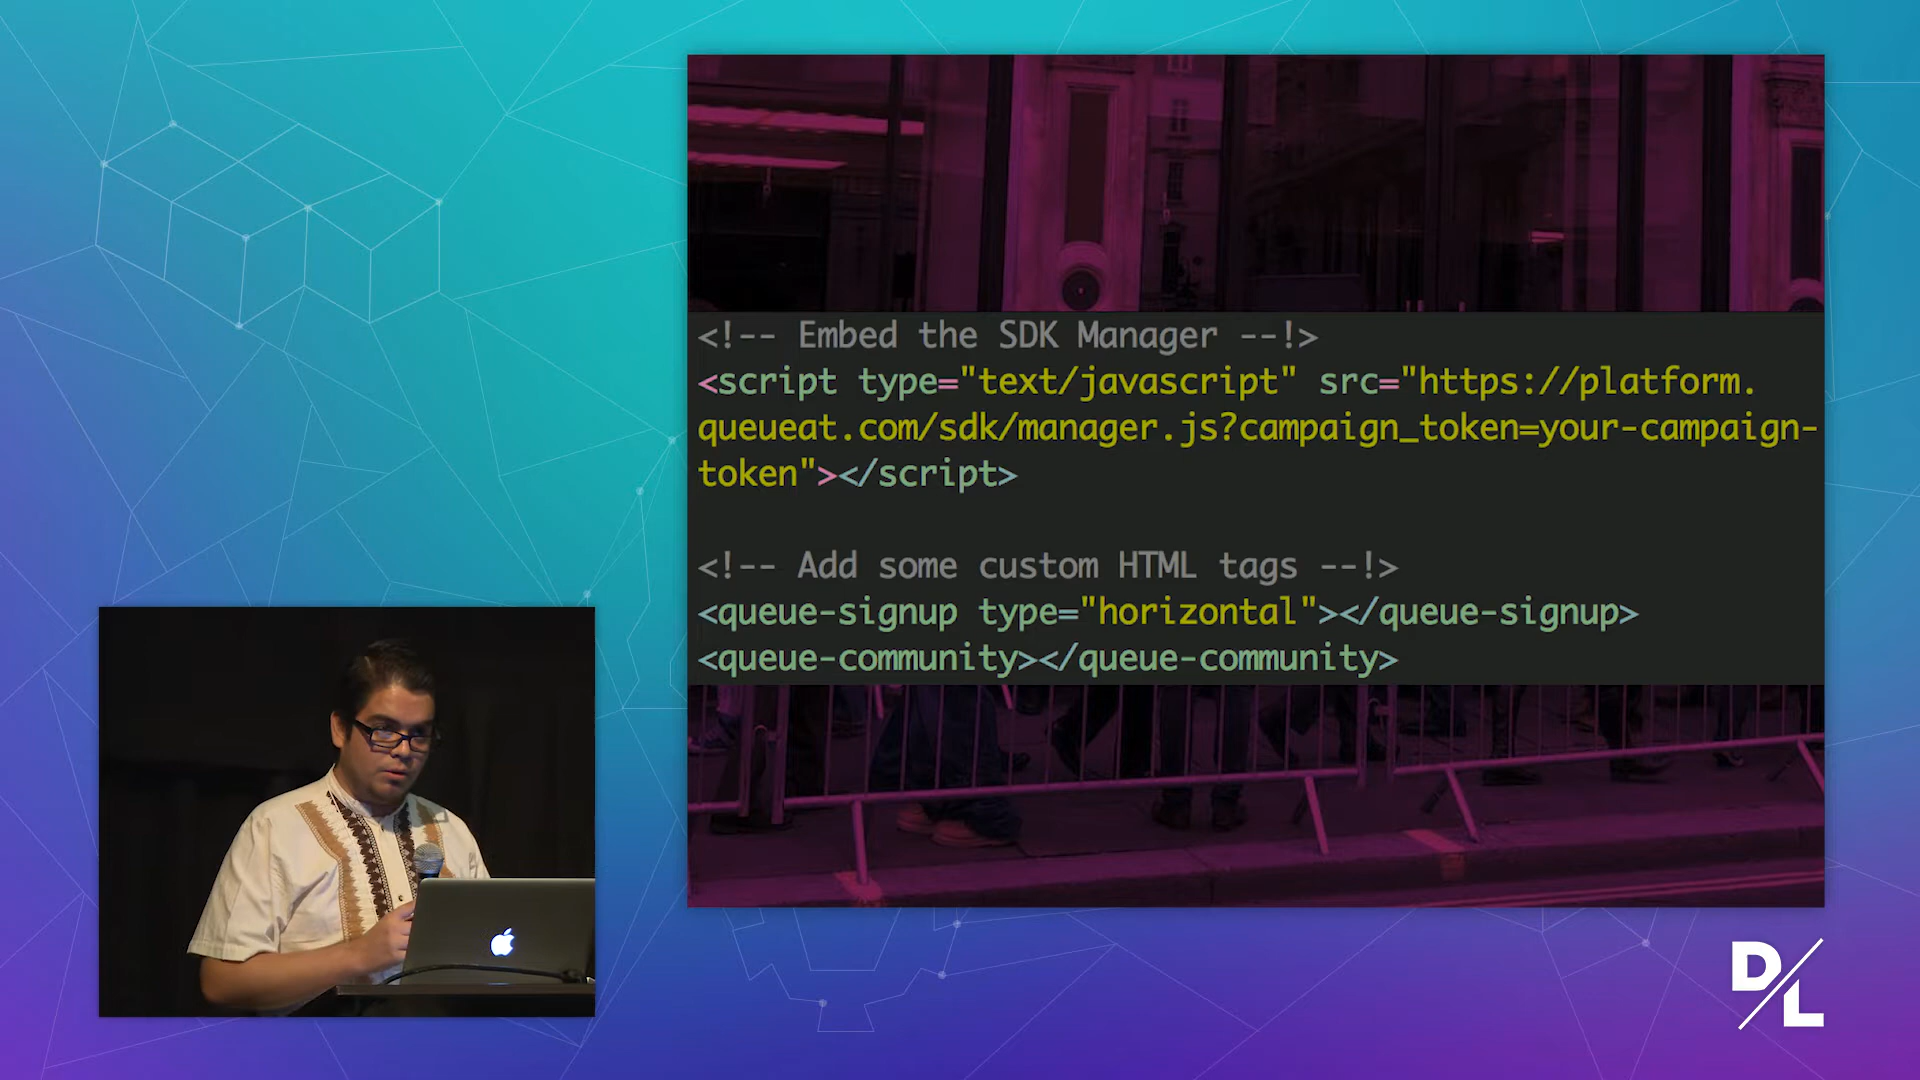 <!-- Embed the SDK Manager --!>
<script type="text/javascript" src="https://platform.
queueat.com/sdk/manager.js?campaign_token=your-campaign-
token"></script>
<!-- Add some custom HTML tags --!>
<queue-signup type="horizontal"></queue-signup>
<queue-community></queue-community>
D/L